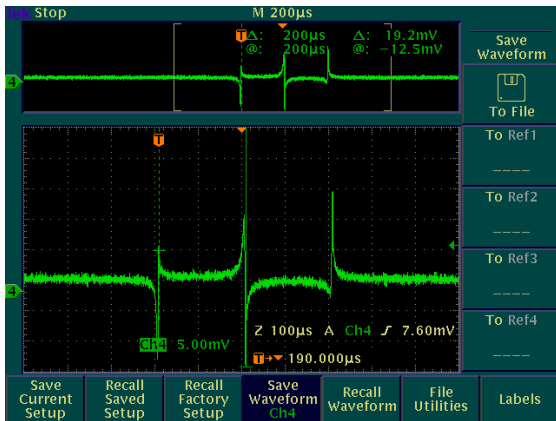 Tek Stop M 200µs
T Δ: 200µs Δ: 19.2mV
@: 200µs @: −12.5mV
4
Save
Waveform
To File
T
To Ref1
----
To Ref2
----
To Ref3
----
4
Z 100µs A Ch4 ƒ 7.60mV
To Ref4
----
Ch4 5.00mV
T→▾ 190.000µs
Save
Current
Setup
Recall
Saved
Setup
Recall
Factory
Setup
Save
Waveform
Ch4
Recall
Waveform
File
Utilities
Labels